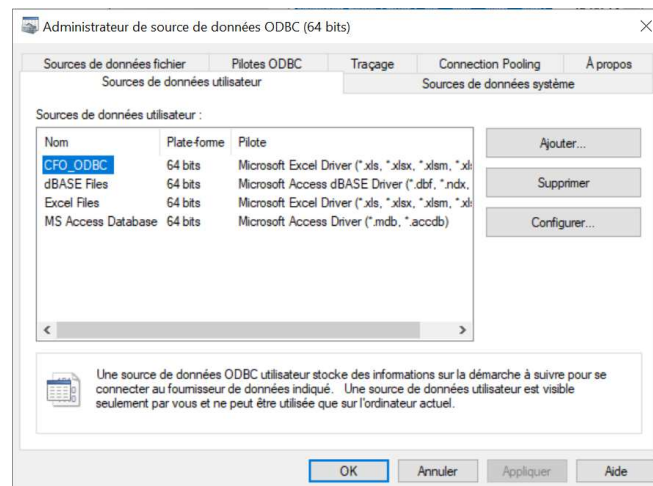 Administrateur de source de données ODBC (64 bits)
Sources de données fichier Pilotes ODBC Traçage Connection Pooling À propos
Sources de données utilisateur Sources de données système
Sources de données utilisateur :
Nom Plate-forme Pilote
CFO_ODBC 64 bits Microsoft Excel Driver (*.xls, *.xlsx, *.xlsm, *.xls
dBASE Files 64 bits Microsoft Access dBASE Driver (*.dbf, *.ndx,
Excel Files 64 bits Microsoft Excel Driver (*.xls, *.xlsx, *.xlsm, *.xls
MS Access Database 64 bits Microsoft Access Driver (*.mdb, *.accdb)
Ajouter...
Supprimer
Configurer...
Une source de données ODBC utilisateur stocke des informations sur la démarche à suivre pour se
connecter au fournisseur de données indiqué. Une source de données utilisateur est visible
seulement par vous et ne peut être utilisée que sur l'ordinateur actuel.
OK Annuler Appliquer Aide